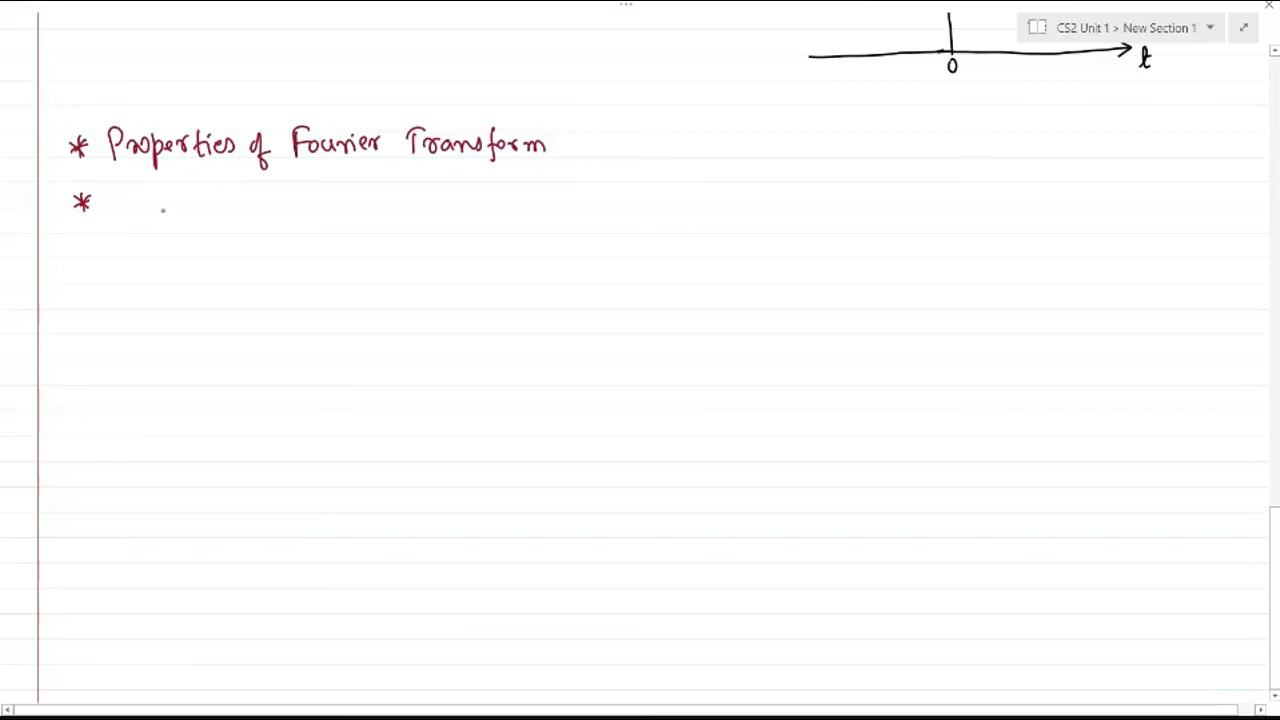 CS2 Unit 1 > New Section 1
0
t
* Properties of Fourier Transform
*